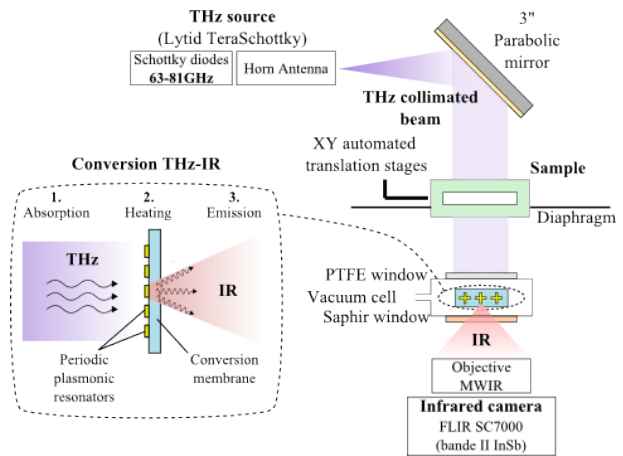 THz source
(Lytid TeraSchottky)
Schottky diodes
63-81GHz
Horn Antenna
3"
Parabolic
mirror
THz collimated
beam
XY automated
translation stages
Sample
Diaphragm
Conversion THz-IR
1.
Absorption
2.
Heating
3.
Emission
THz
IR
Periodic
plasmonic
resonators
Conversion
membrane
PTFE window
Vacuum cell
Saphir window
IR
Objective
MWIR
Infrared camera
FLIR SC7000
(bande II InSb)